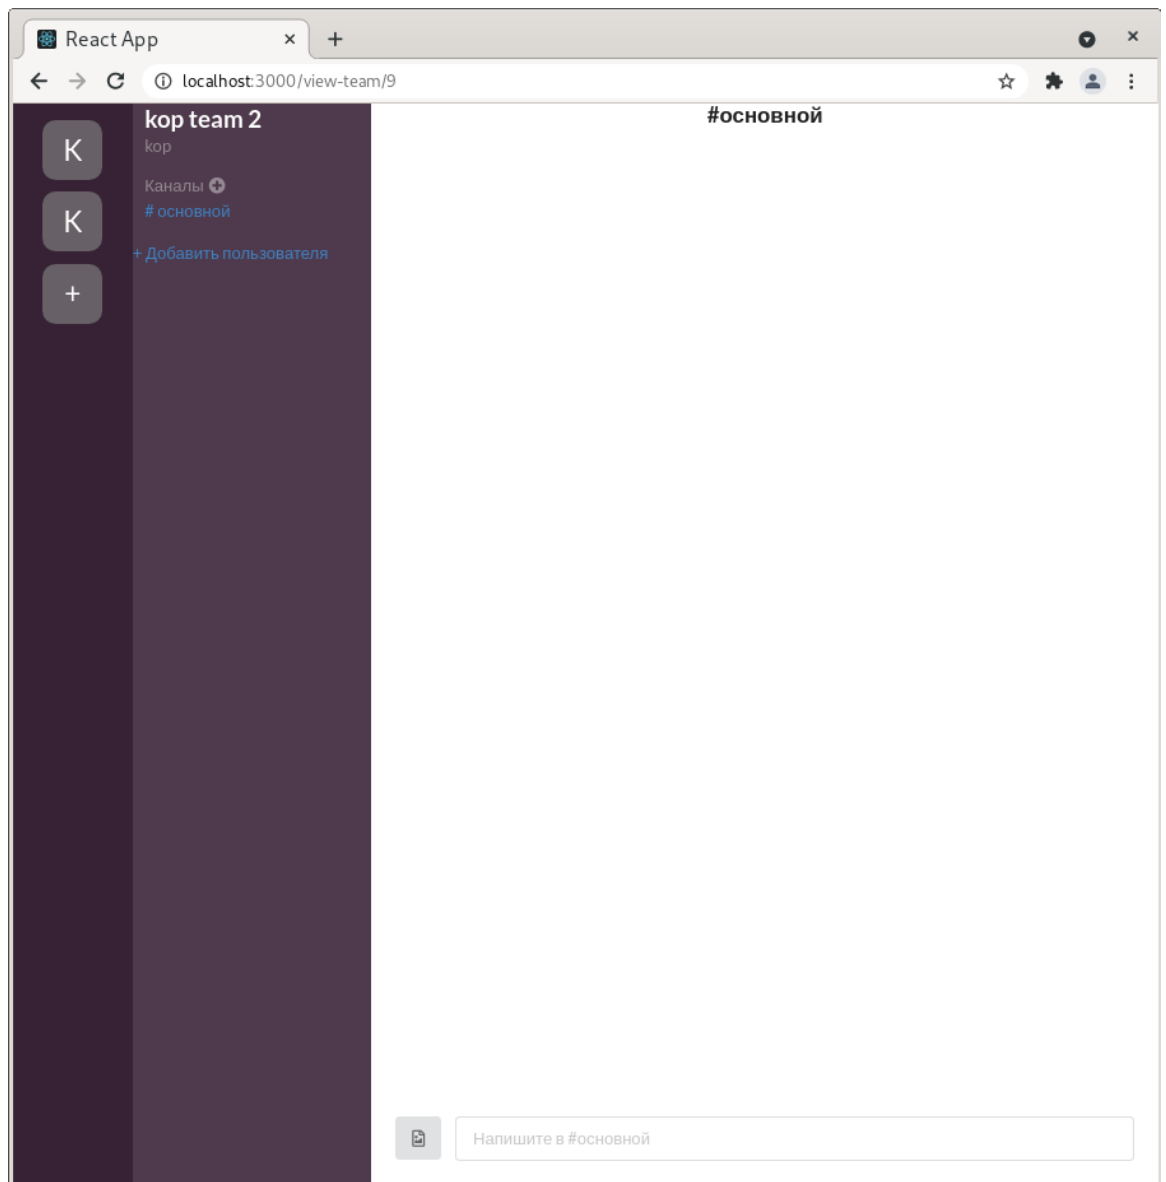 React App
localhost:3000/view-team/9
K
K
+
kop team 2
kop
Каналы
# основной
+ Добавить пользователя
#основной
Напишите в #основной